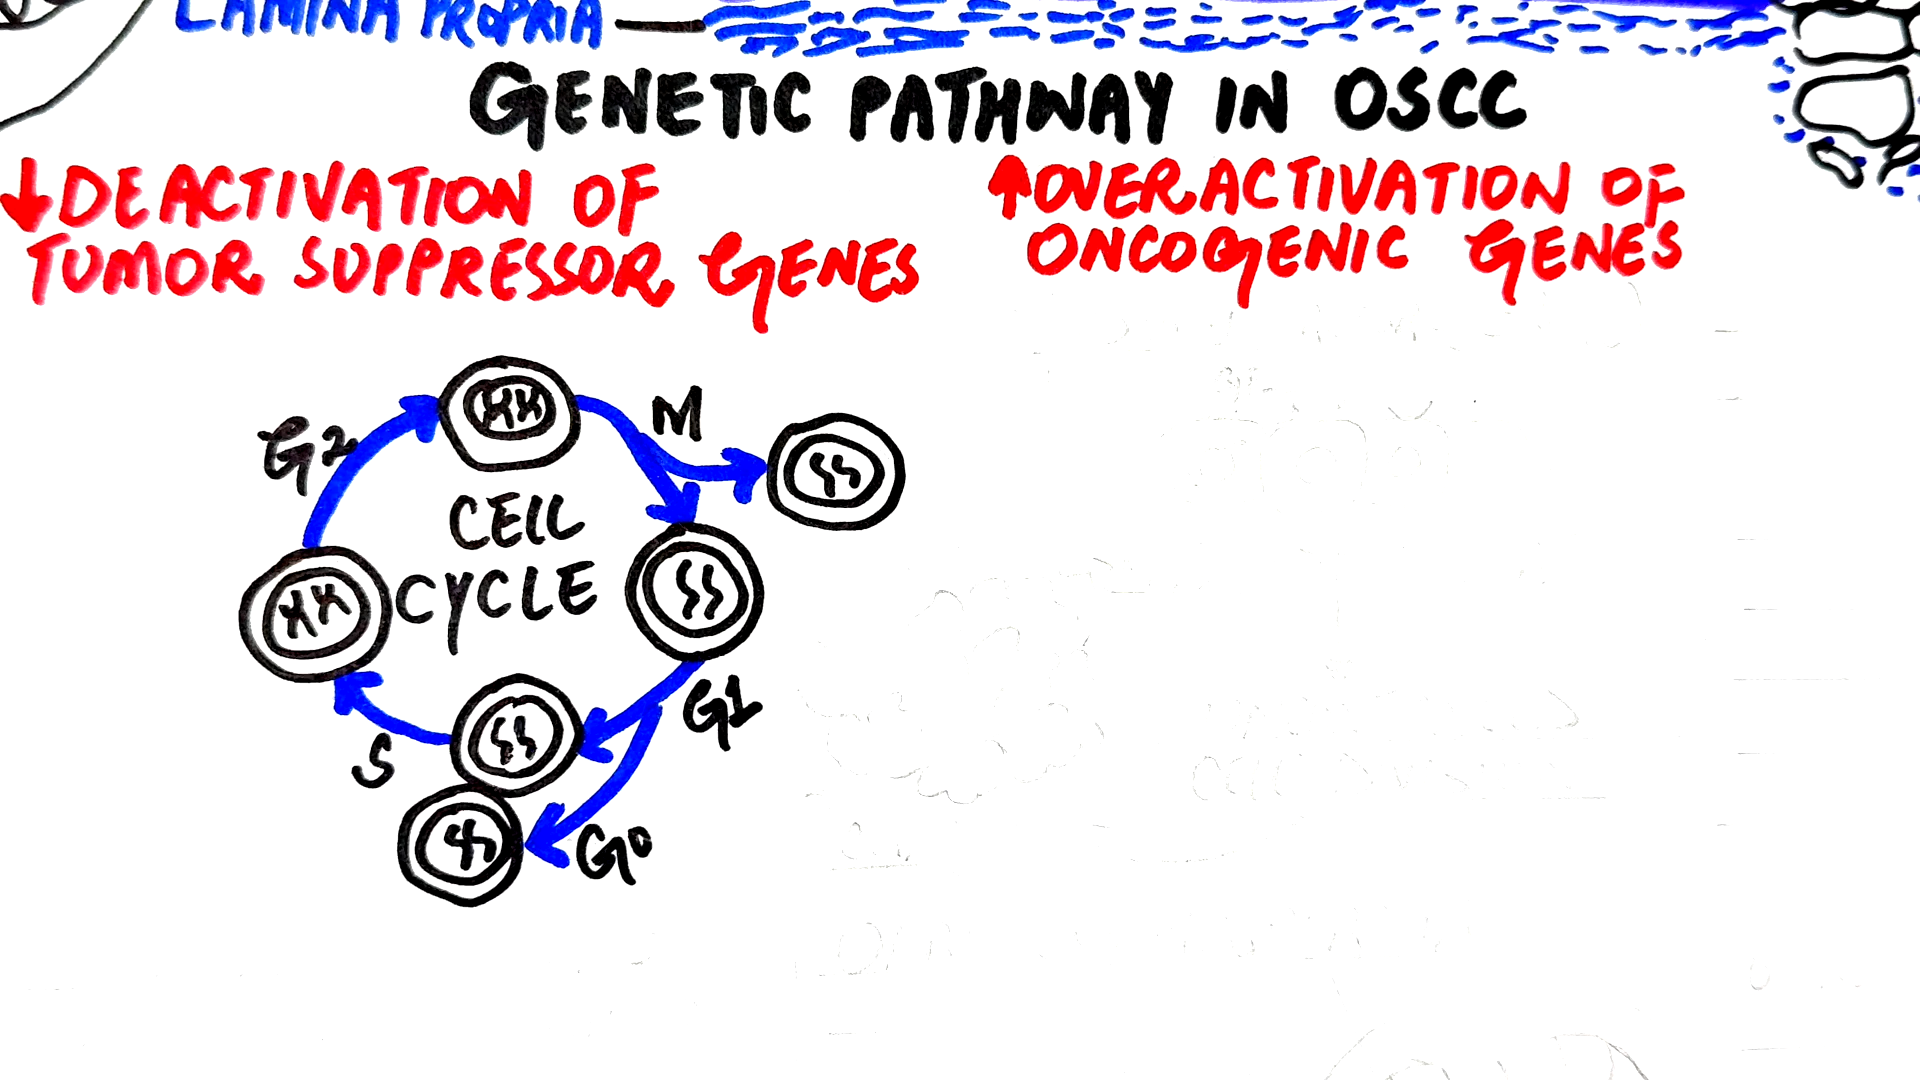 LAMINA PROPRIA
GENETIC PATHWAY IN OSCC
↓DEACTIVATION OF
TUMOR SUPPRESSOR GENES
↑OVERACTIVATION OF
ONCOGENIC GENES
G2
M
CELL
CYCLE
G1
S
G0